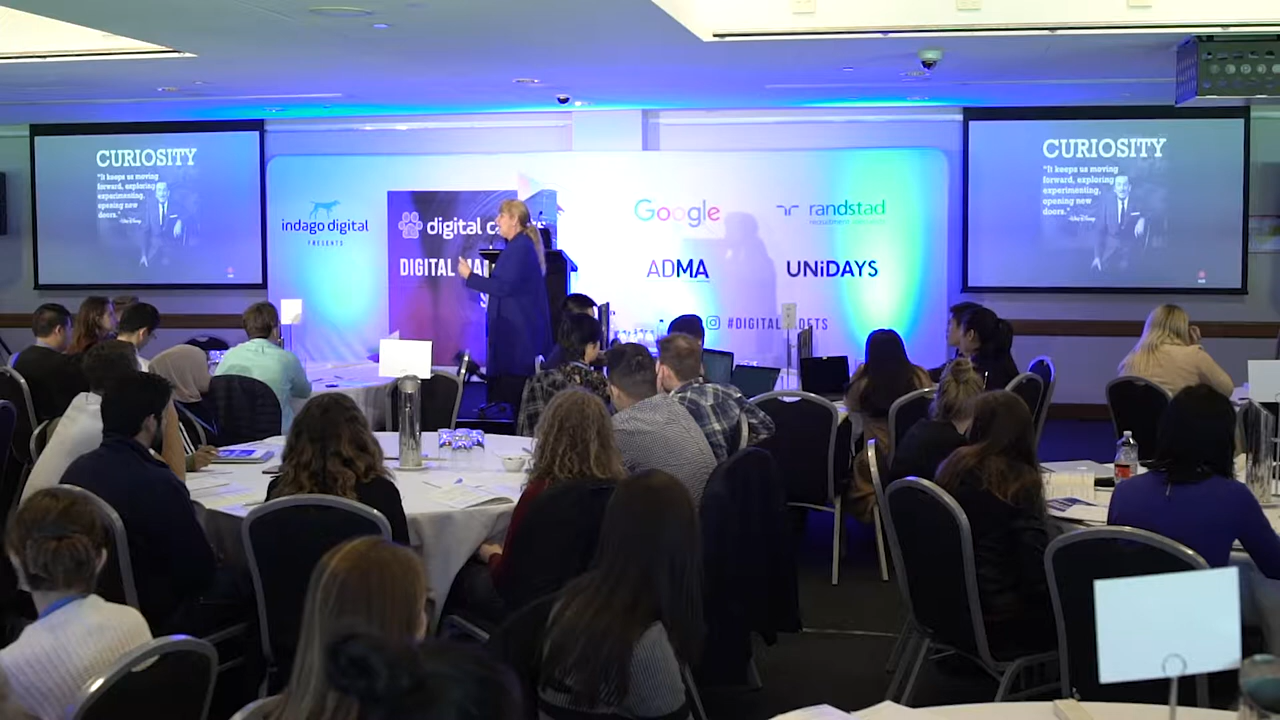 CURIOSITY
"It keeps us moving
forward, exploring
experimenting,
opening new
doors."
indago digital
PRESENTS
digital
DIGITAL
Google
randstad
ADMA
UNiDAYS
#DIGITAL
CURIOSITY
"It keeps us moving
forward, exploring
experimenting,
opening new
doors."